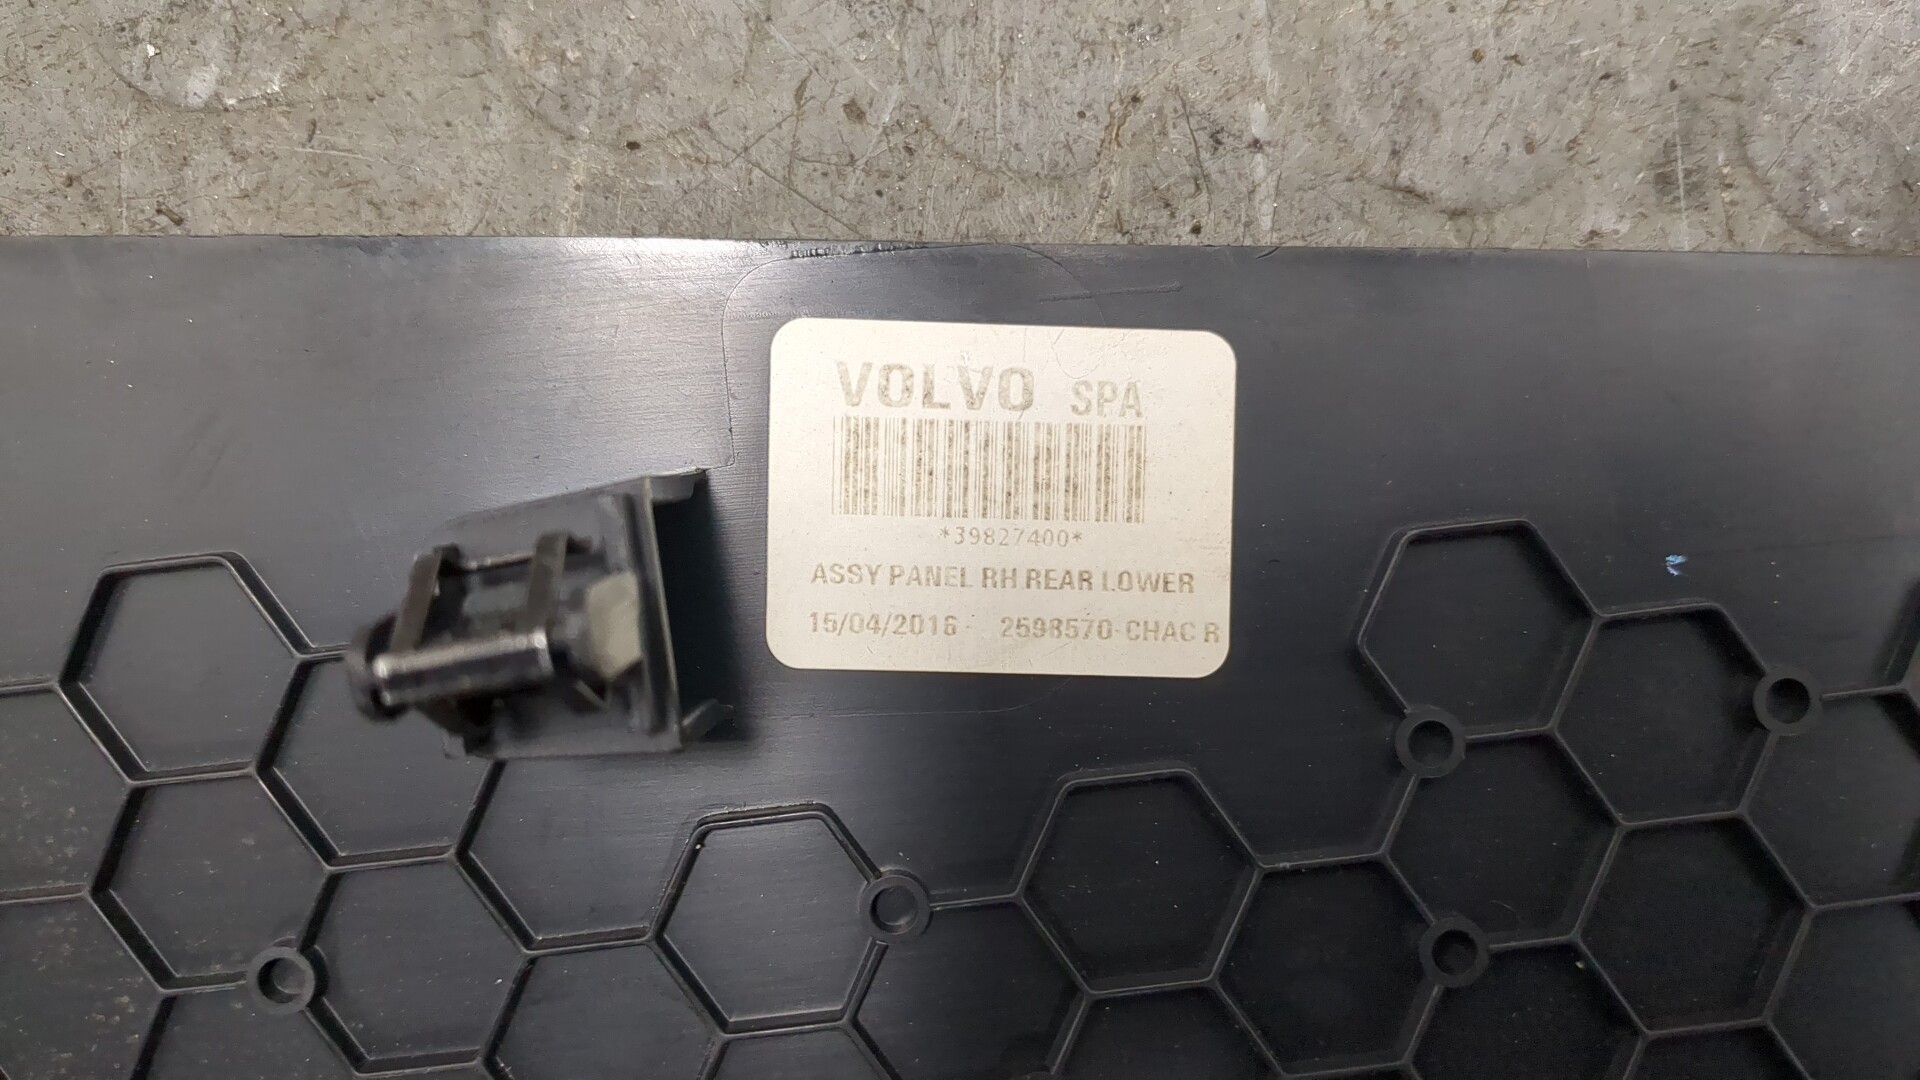 VOLVO SPA
*39827400*
ASSY PANEL RH REAR LOWER
15/04/2016 - 2598570-CHAC R